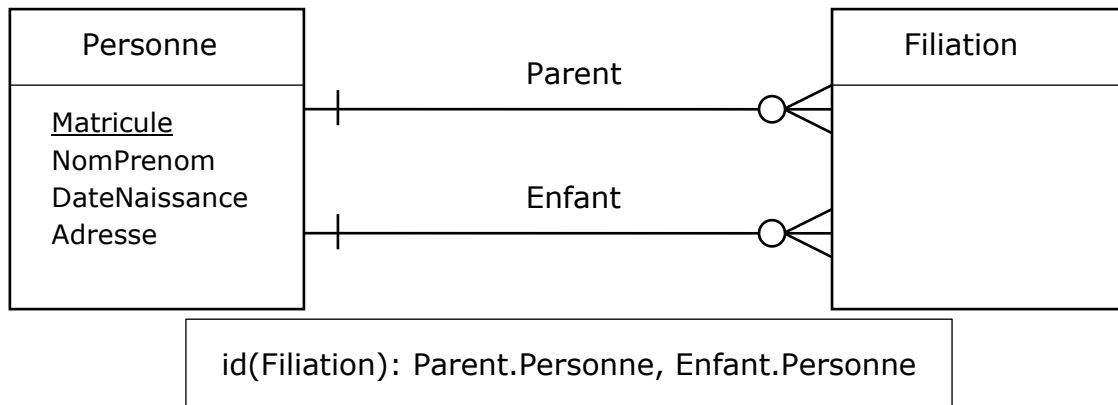 Personne
Matricule
NomPrenom
DateNaissance
Adresse
Parent
Enfant
Filiation
id(Filiation): Parent.Personne, Enfant.Personne